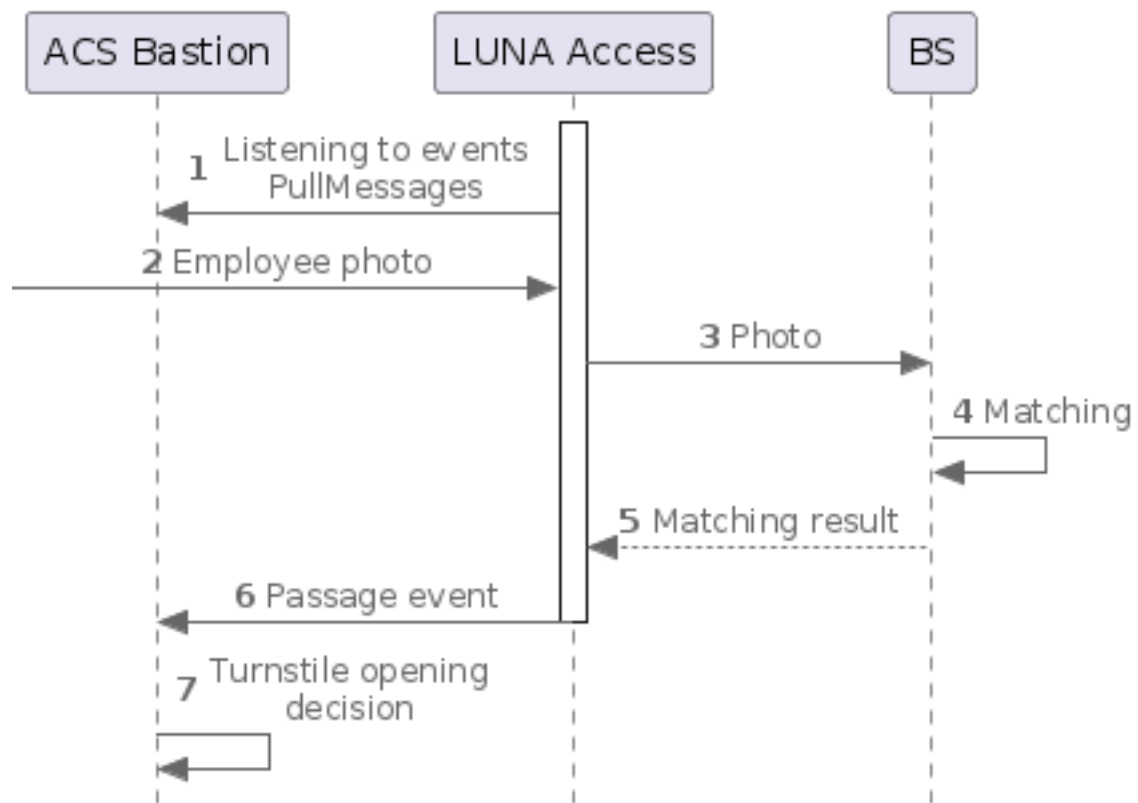 ACS Bastion
LUNA Access
BS
1 Listening to events
PullMessages
2 Employee photo
3 Photo
4 Matching
5 Matching result
6 Passage event
7 Turnstile opening
decision